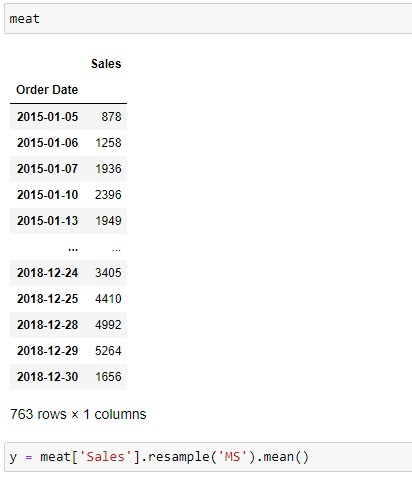 meat
Sales
Order Date
2015-01-05 878
2015-01-06 1258
2015-01-07 1936
2015-01-10 2396
2015-01-13 1949
... ...
2018-12-24 3405
2018-12-25 4410
2018-12-28 4992
2018-12-29 5264
2018-12-30 1656
763 rows × 1 columns
y = meat['Sales'].resample('MS').mean()